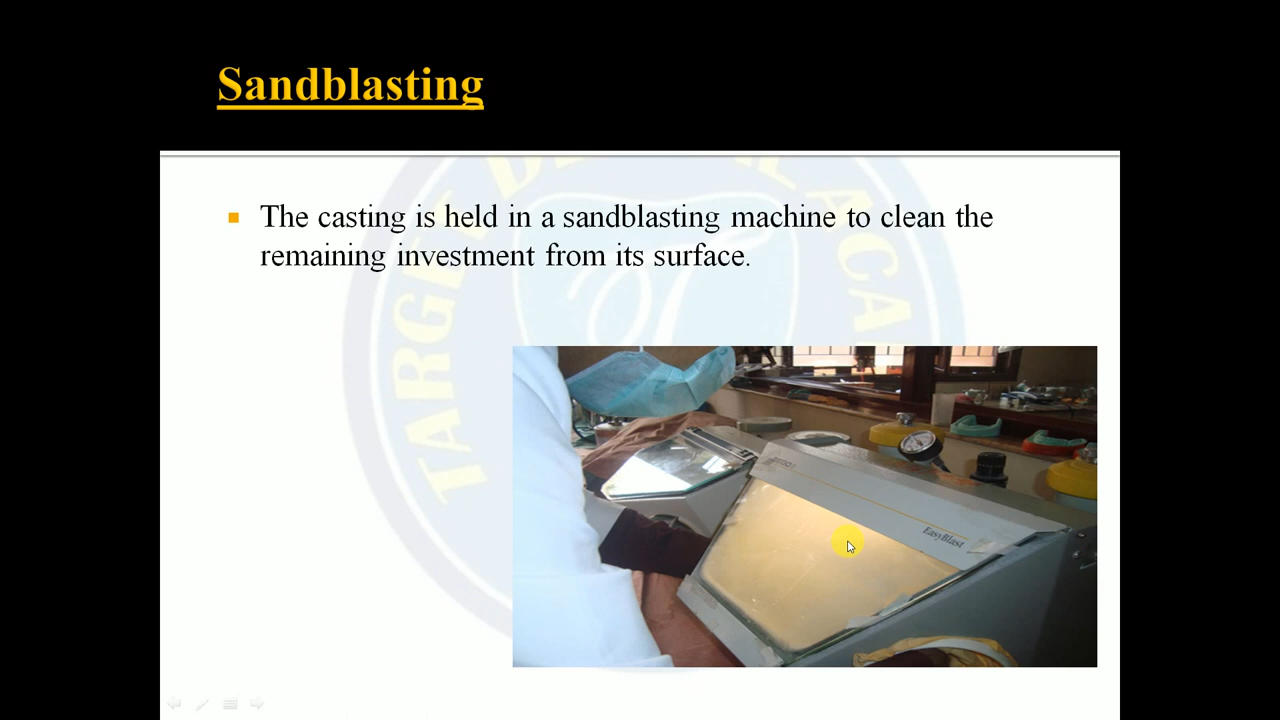 Sandblasting
The casting is held in a sandblasting machine to clean the
remaining investment from its surface.
EasyBlast